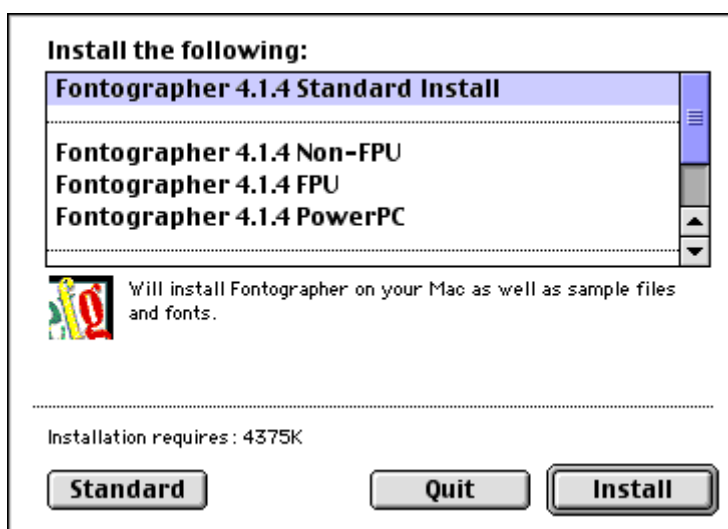 Install the following:
Fontographer 4.1.4 Standard Install
Fontographer 4.1.4 Non-FPU
Fontographer 4.1.4 FPU
Fontographer 4.1.4 PowerPC
Will install Fontographer on your Mac as well as sample files
and fonts.
Installation requires: 4375K
Standard
Quit
Install